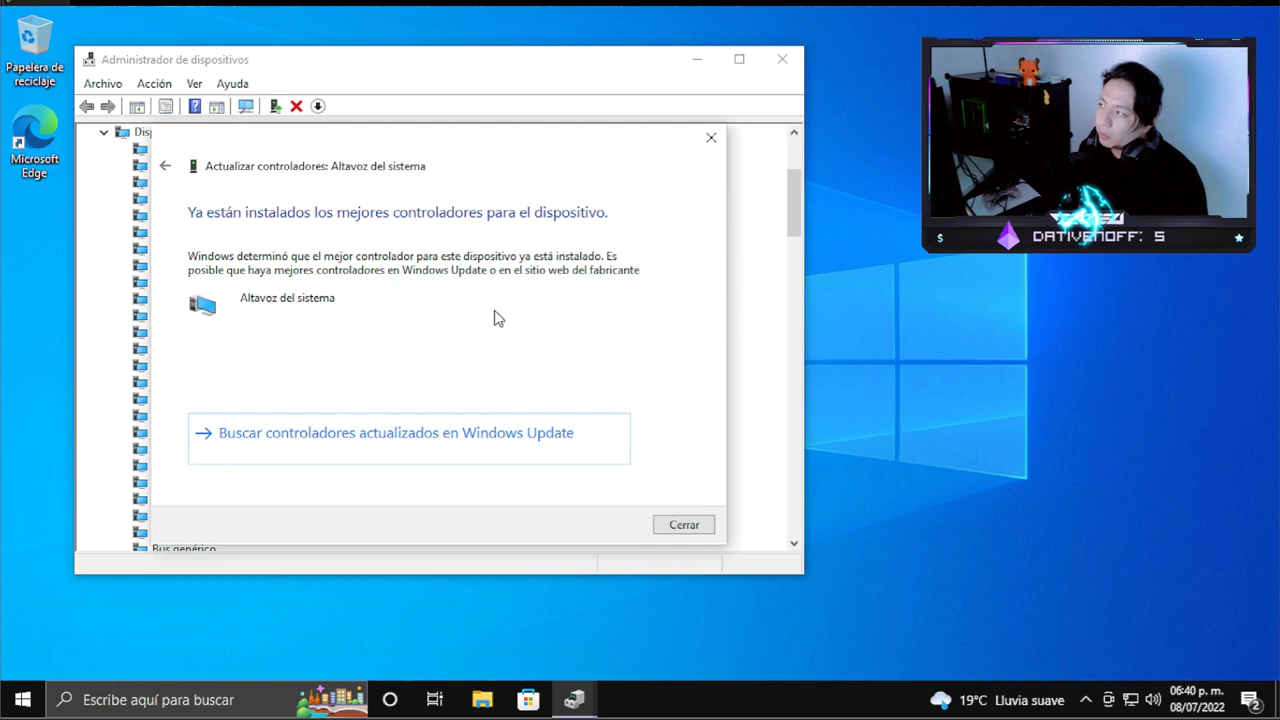 Papelera de
reciclaje
Microsoft
Edge
Administrador de dispositivos
Archivo Acción Ver Ayuda
Disp
Actualizar controladores: Altavoz del sistema
Ya están instalados los mejores controladores para el dispositivo.
Windows determinó que el mejor controlador para este dispositivo ya está instalado. Es
posible que haya mejores controladores en Windows Update o en el sitio web del fabricante
Altavoz del sistema
Buscar controladores actualizados en Windows Update
Cerrar
Bus genérico
$ DATIVENOFF: 5
Escribe aquí para buscar
19°C Lluvia suave
06:40 p. m.
08/07/2022
2